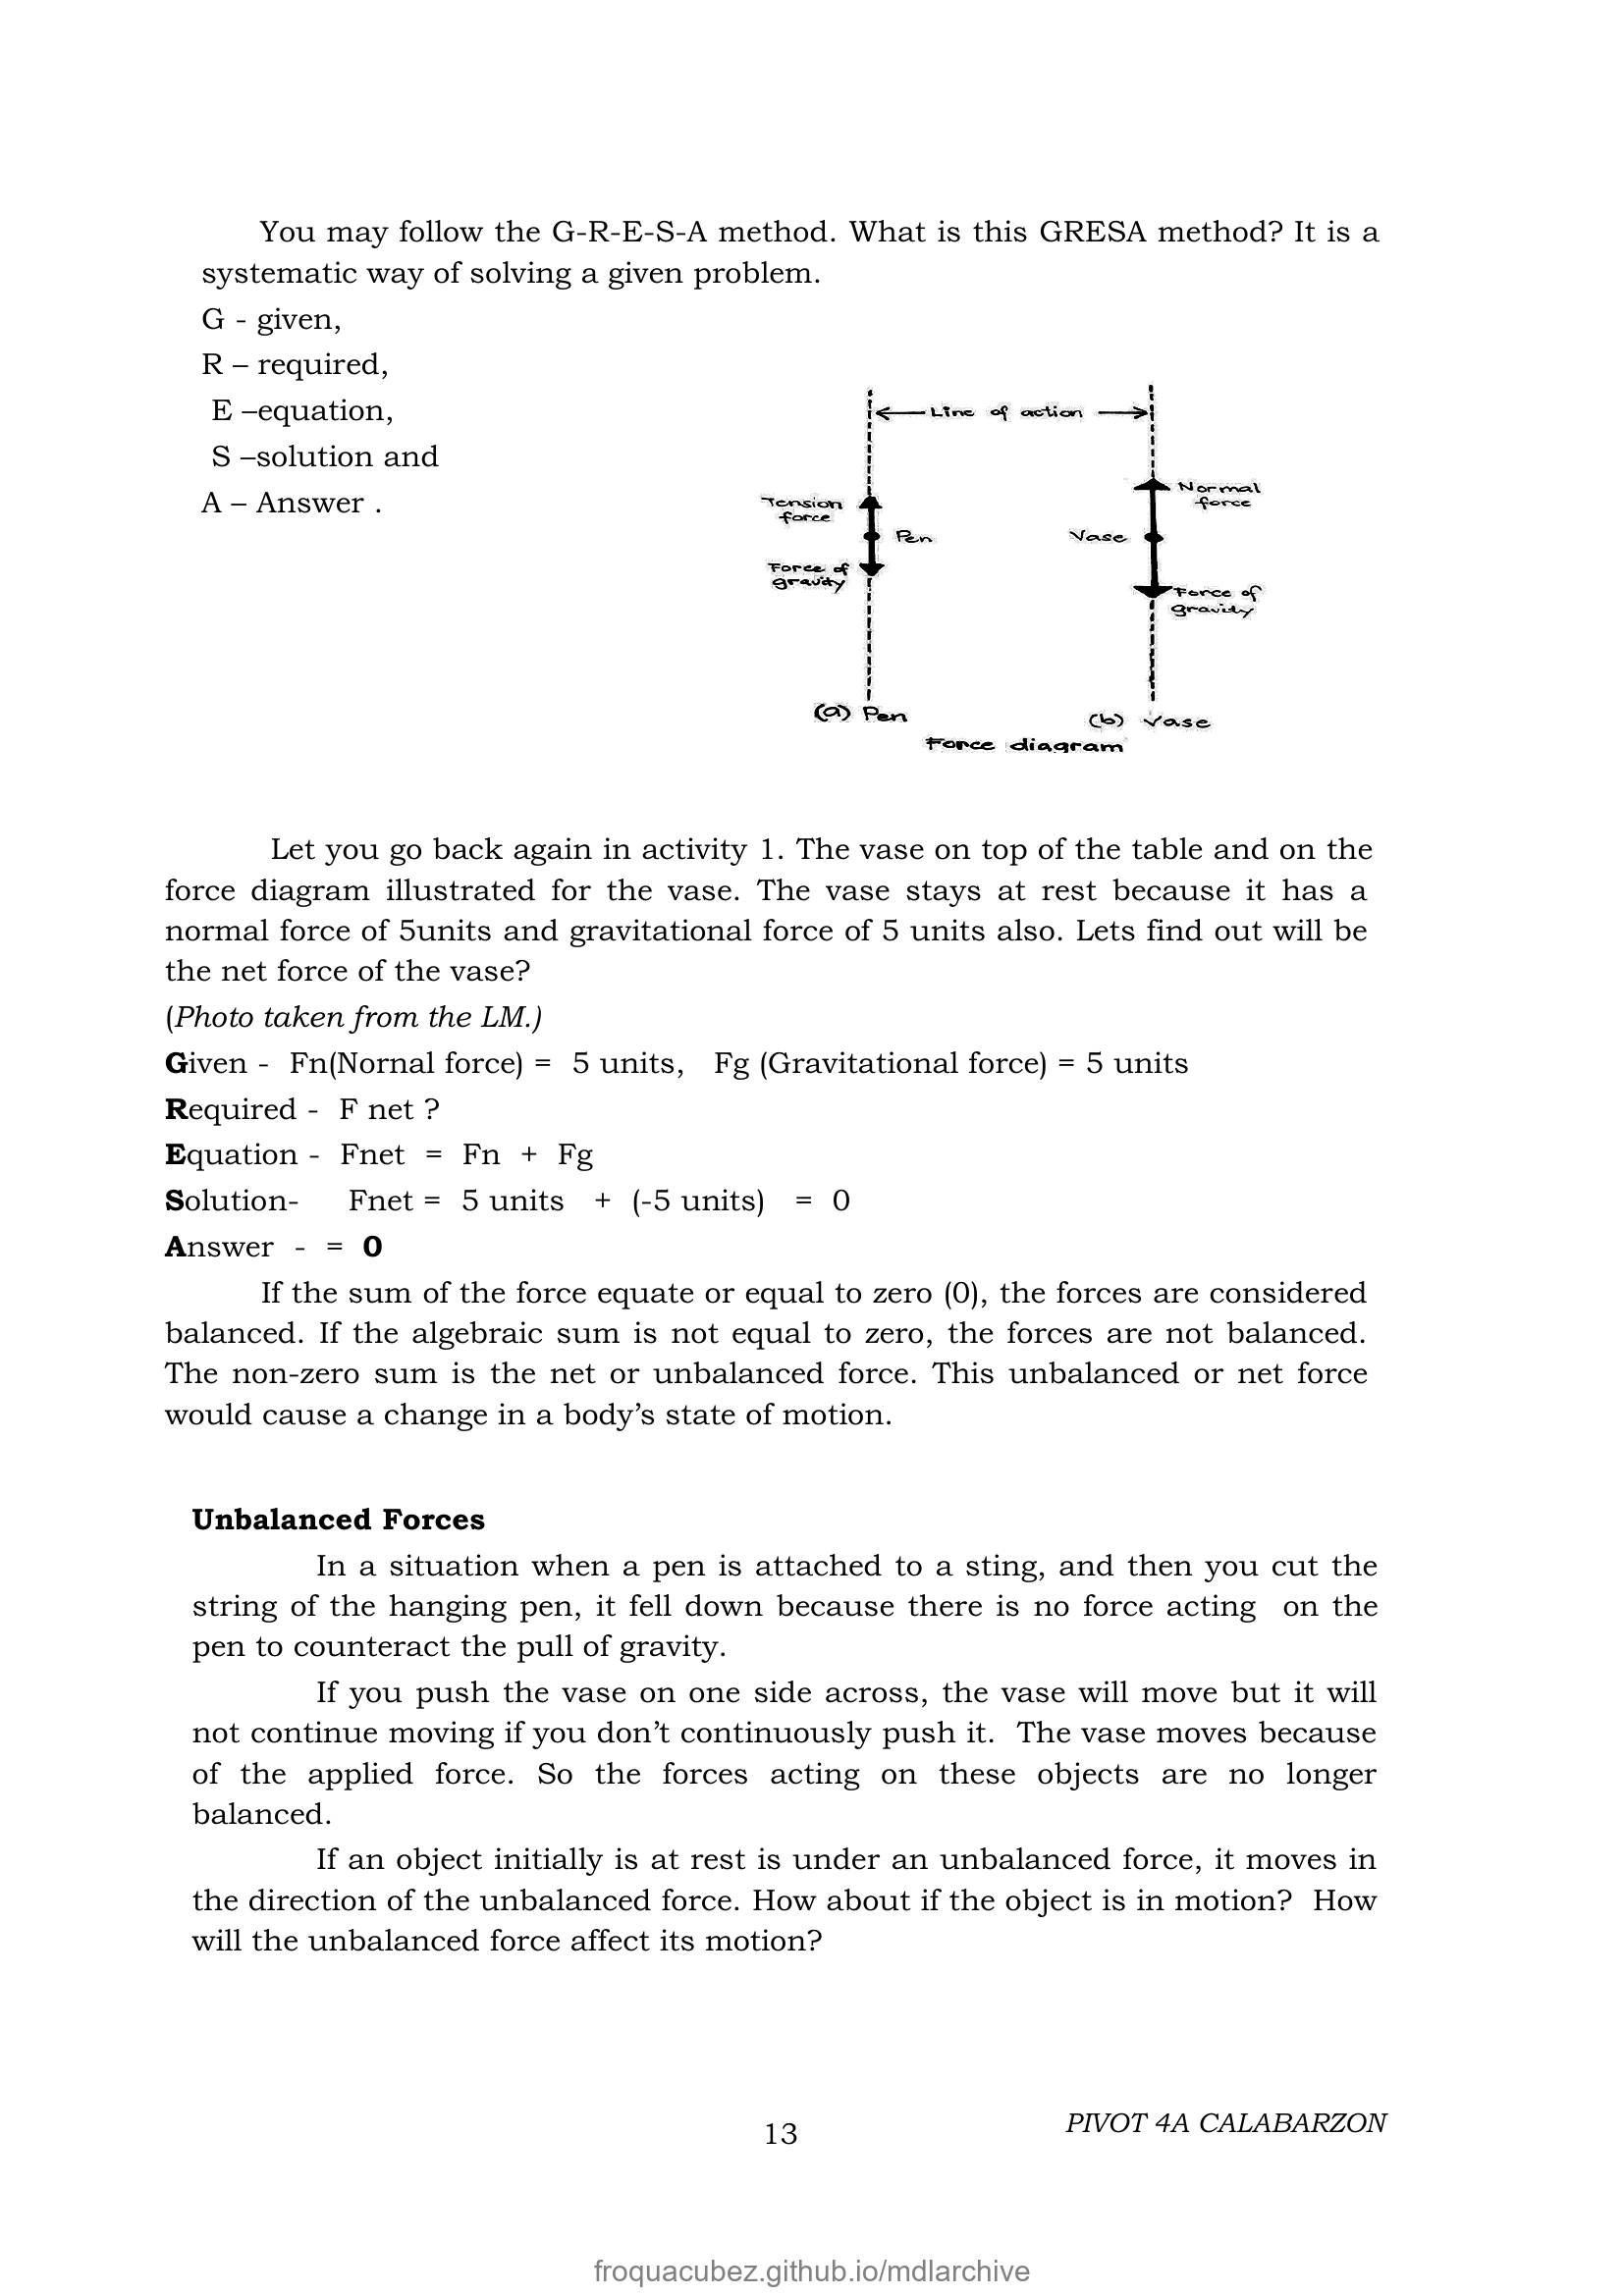 You may follow the G-R-E-S-A method. What is this GRESA method? It is a
systematic way of solving a given problem.
G - given,
R – required,
E –equation,
S –solution and
A – Answer .
Line of action
Tension
force
Pen
Force of
gravity
Normal
force
Vase
Force of
gravity
(a) Pen
(b) Vase
Force diagram
Let you go back again in activity 1. The vase on top of the table and on the
force diagram illustrated for the vase. The vase stays at rest because it has a
normal force of 5units and gravitational force of 5 units also. Lets find out will be
the net force of the vase?
(Photo taken from the LM.)
Given - Fn(Nornal force) = 5 units, Fg (Gravitational force) = 5 units
Required - F net ?
Equation - Fnet = Fn + Fg
Solution- Fnet = 5 units + (-5 units) = 0
Answer - = 0
If the sum of the force equate or equal to zero (0), the forces are considered
balanced. If the algebraic sum is not equal to zero, the forces are not balanced.
The non-zero sum is the net or unbalanced force. This unbalanced or net force
would cause a change in a body’s state of motion.
Unbalanced Forces
In a situation when a pen is attached to a sting, and then you cut the
string of the hanging pen, it fell down because there is no force acting on the
pen to counteract the pull of gravity.
If you push the vase on one side across, the vase will move but it will
not continue moving if you don’t continuously push it. The vase moves because
of the applied force. So the forces acting on these objects are no longer
balanced.
If an object initially is at rest is under an unbalanced force, it moves in
the direction of the unbalanced force. How about if the object is in motion? How
will the unbalanced force affect its motion?
13
PIVOT 4A CALABARZON
froquacubez.github.io/mdlarchive